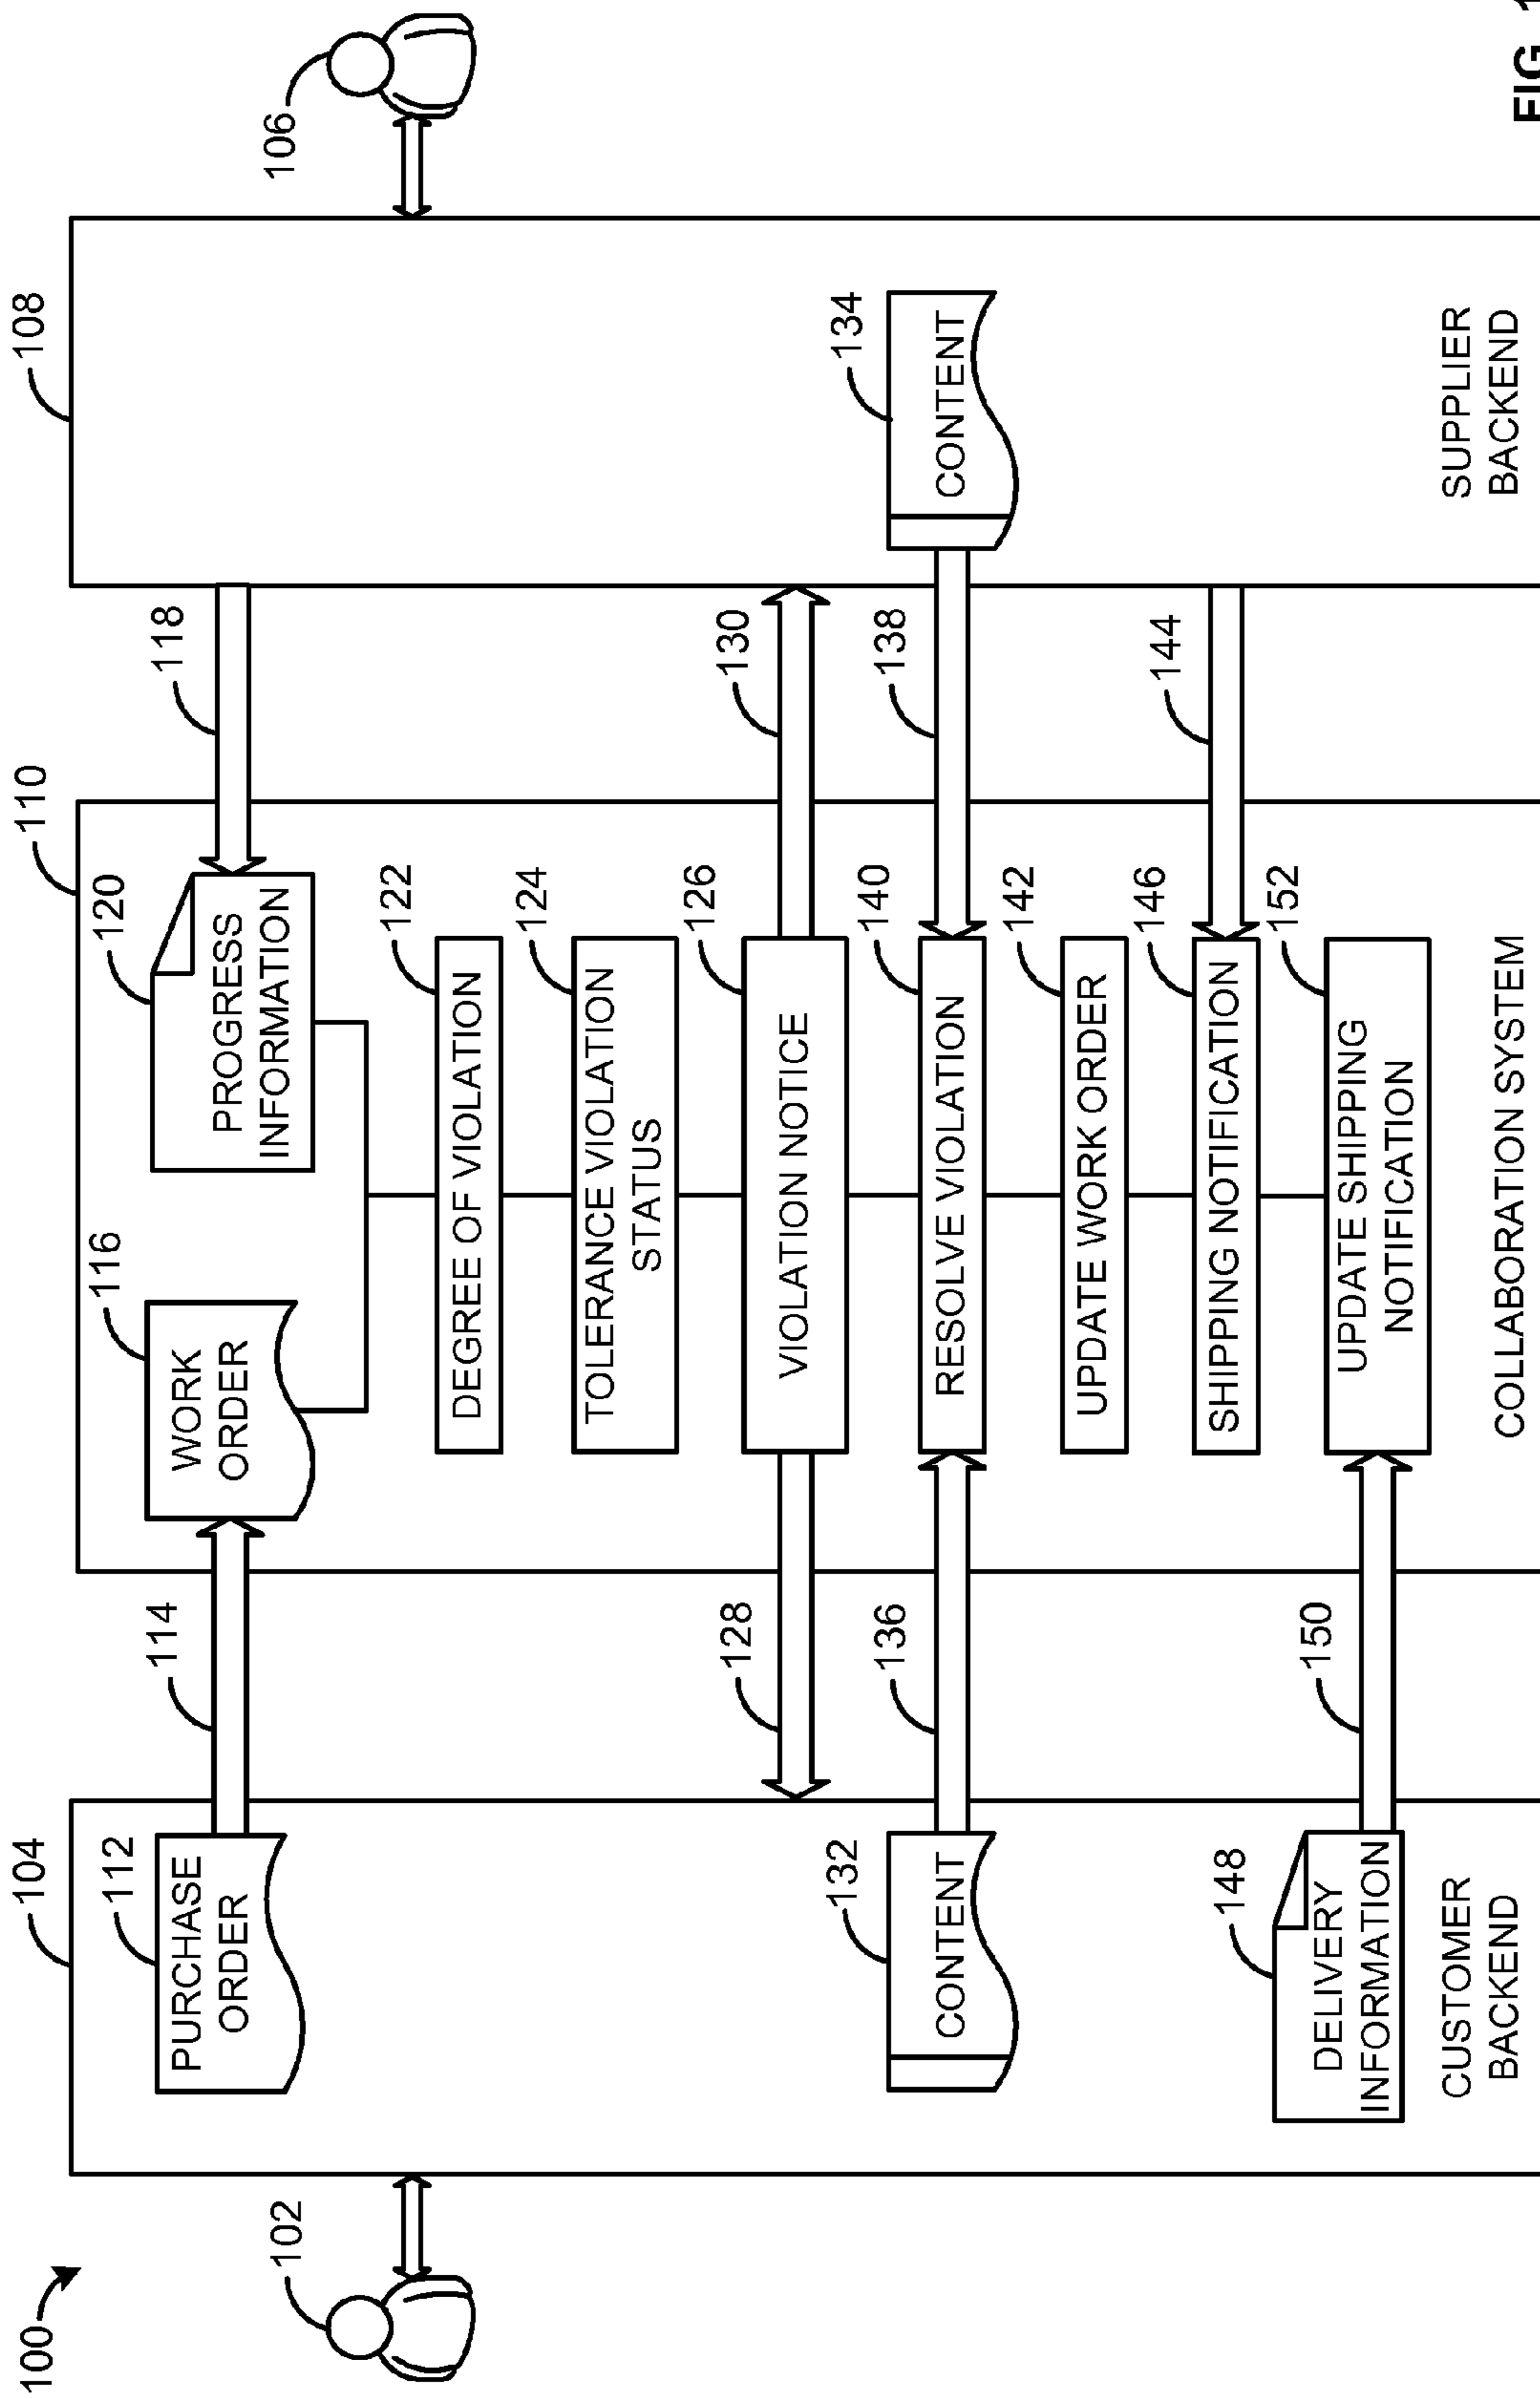 100
102
104
112
PURCHASE
ORDER
132
CONTENT
148
DELIVERY
INFORMATION
CUSTOMER
BACKEND
114
128
136
150
110
116
WORK
ORDER
120
PROGRESS
INFORMATION
122
DEGREE OF VIOLATION
124
TOLERANCE VIOLATION
STATUS
126
VIOLATION NOTICE
140
RESOLVE VIOLATION
142
UPDATE WORK ORDER
146
SHIPPING NOTIFICATION
152
UPDATE SHIPPING
NOTIFICATION
COLLABORATION SYSTEM
118
130
138
144
108
134
CONTENT
SUPPLIER
BACKEND
106
FIG. 1